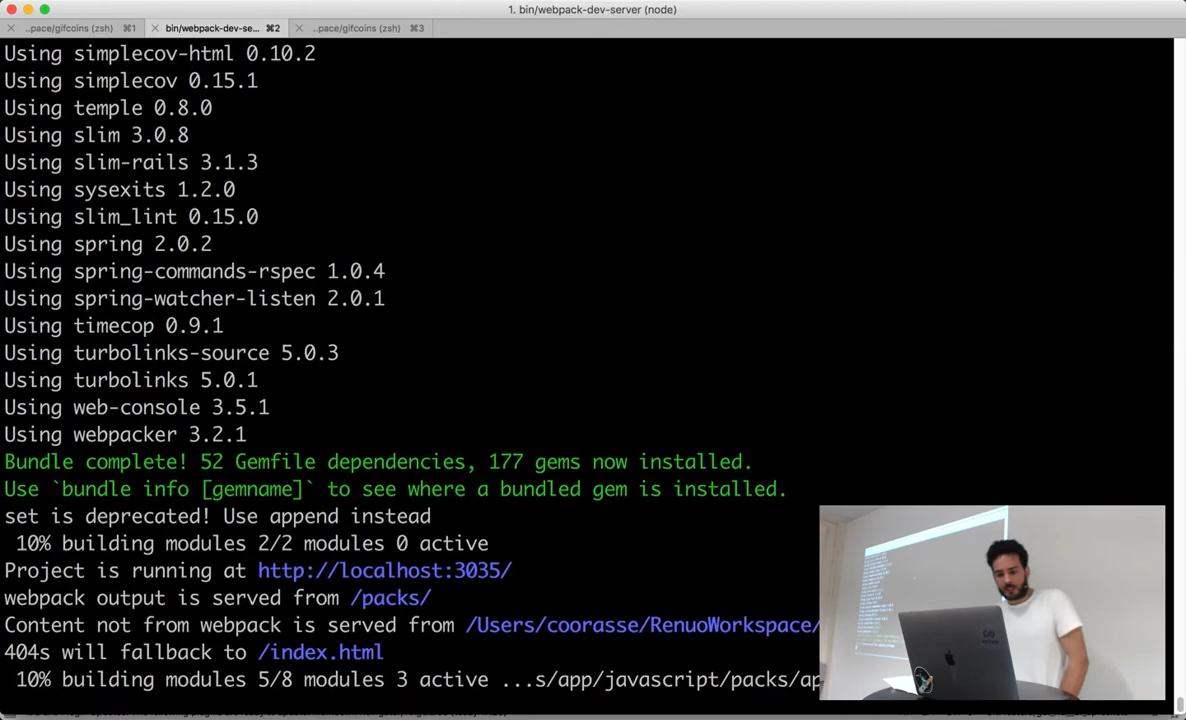 1. bin/webpack-dev-server (node)
..pace/gifcoins (zsh) ⌘1
bin/webpack-dev-se... ⌘2
..pace/gifcoins (zsh) ⌘3
Using simplecov-html 0.10.2
Using simplecov 0.15.1
Using temple 0.8.0
Using slim 3.0.8
Using slim-rails 3.1.3
Using sysexits 1.2.0
Using slim_lint 0.15.0
Using spring 2.0.2
Using spring-commands-rspec 1.0.4
Using spring-watcher-listen 2.0.1
Using timecop 0.9.1
Using turbolinks-source 5.0.3
Using turbolinks 5.0.1
Using web-console 3.5.1
Using webpacker 3.2.1
Bundle complete! 52 Gemfile dependencies, 177 gems now installed.
Use `bundle info [gemname]` to see where a bundled gem is installed.
set is deprecated! Use append instead
10% building modules 2/2 modules 0 active
Project is running at http://localhost:3035/
webpack output is served from /packs/
Content not from webpack is served from /Users/coorasse/RenuoWorkspace/
404s will fallback to /index.html
10% building modules 5/8 modules 3 active ...s/app/javascript/packs/ap